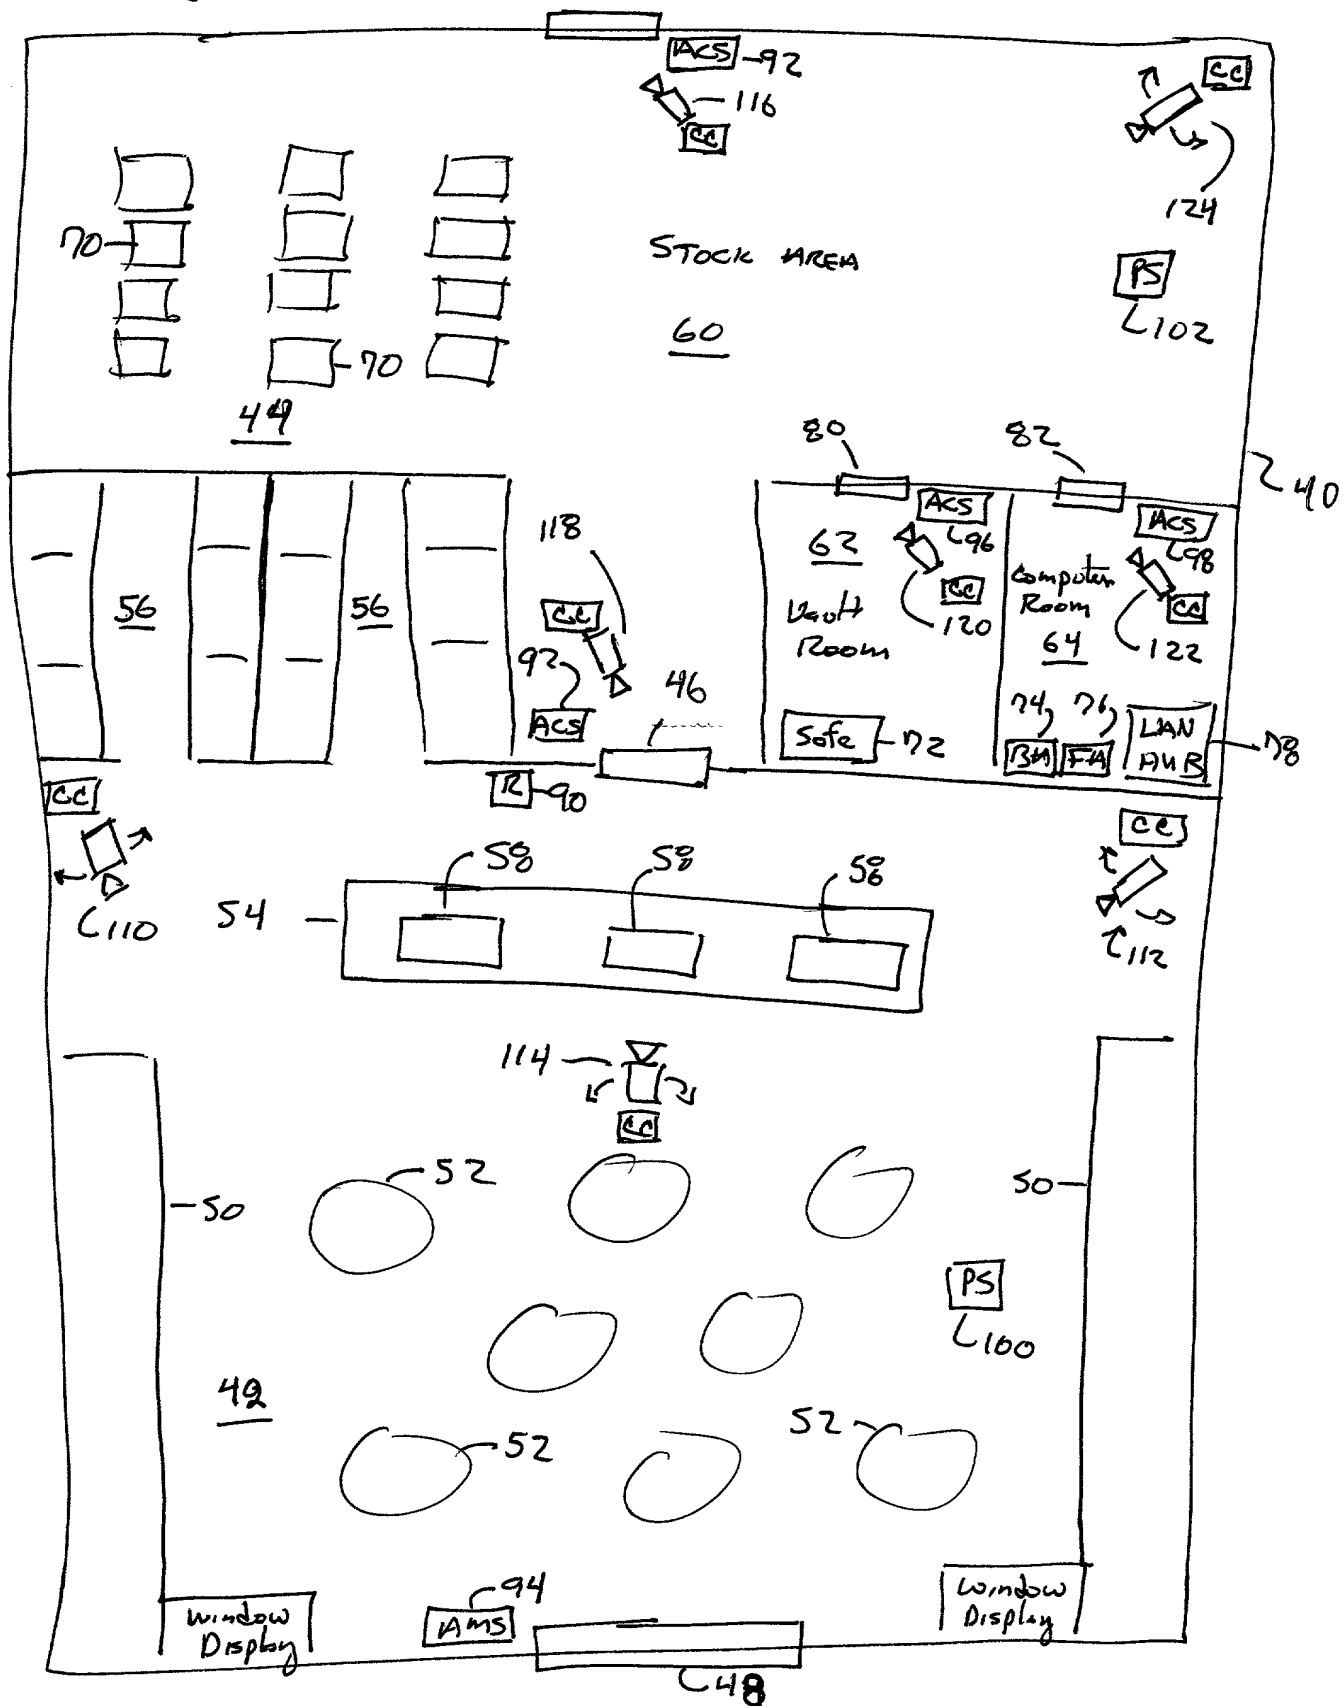 ACS 92
CC
116
CC
124
70
STOCK AREA
PS
102
60
70
44
80
82
40
ACS
96
ACS
98
118
62
Vault
Room
Computer
Room
64
56
56
CC
CC
CC
120
122
92
46
ACS
Safe
72
74
76
BA
FA
LAN
HUB
78
CC
R
90
CC
58
58
58
54
110
112
114
CC
52
50
50
PS
100
42
52
52
94
AMS
Window
Display
Window
Display
48